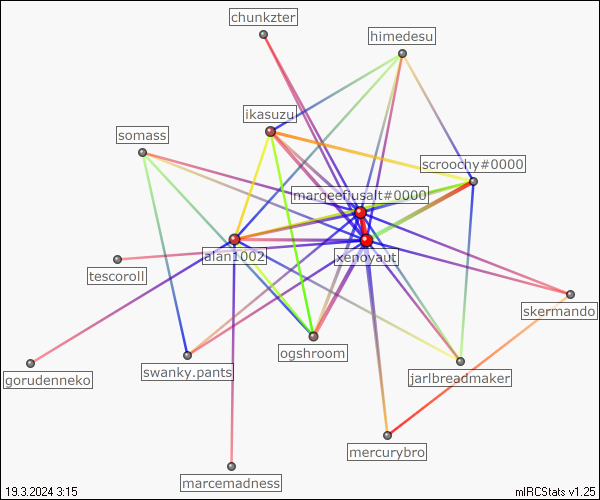 chunkzter
himedesu
ikasuzu
somass
scroochy#0000
margeeflusalt#0000
alan1002
xenoyaut
tescoroll
skermando
ogshroom
swanky.pants
gorudenneko
jarlbreadmaker
mercurybro
marcemadness
19.3.2024 3:15
mIRCStats v1.25